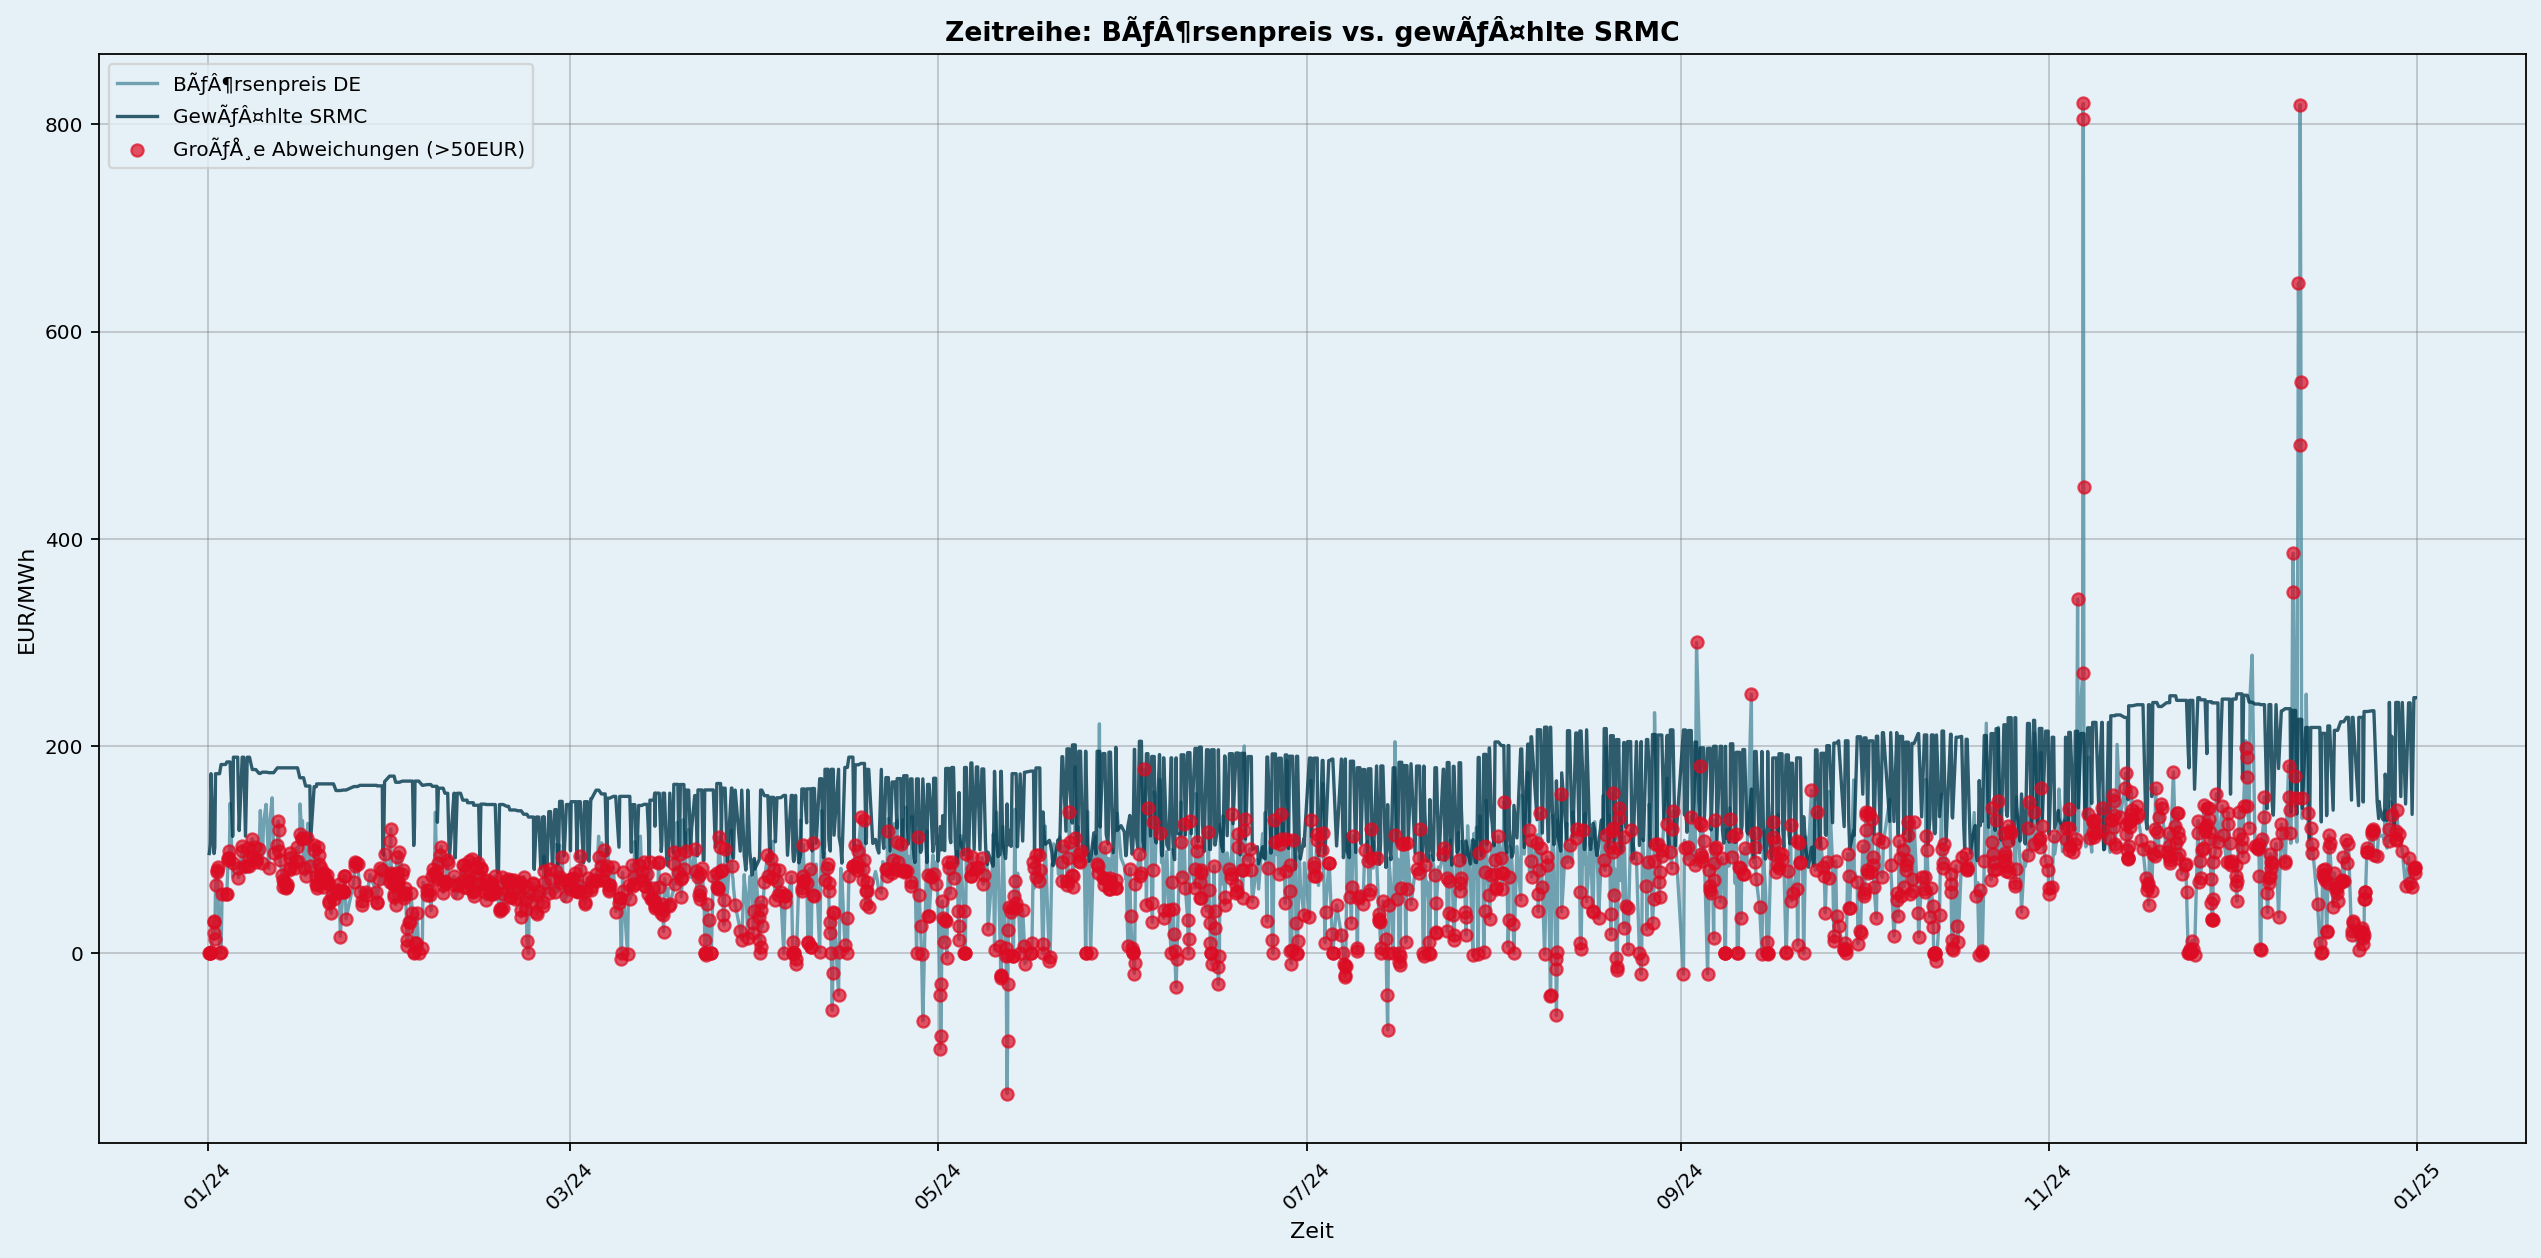 Zeitreihe: BÃƒÂ¶rsenpreis vs. gewÃƒÂ¤hlte SRMC
BÃƒÂ¶rsenpreis DE
GewÃƒÂ¤hlte SRMC
GroÃƒÅ¸e Abweichungen (>50EUR)
800
600
400
200
0
EUR/MWh
01/24
03/24
05/24
07/24
09/24
11/24
01/25
Zeit